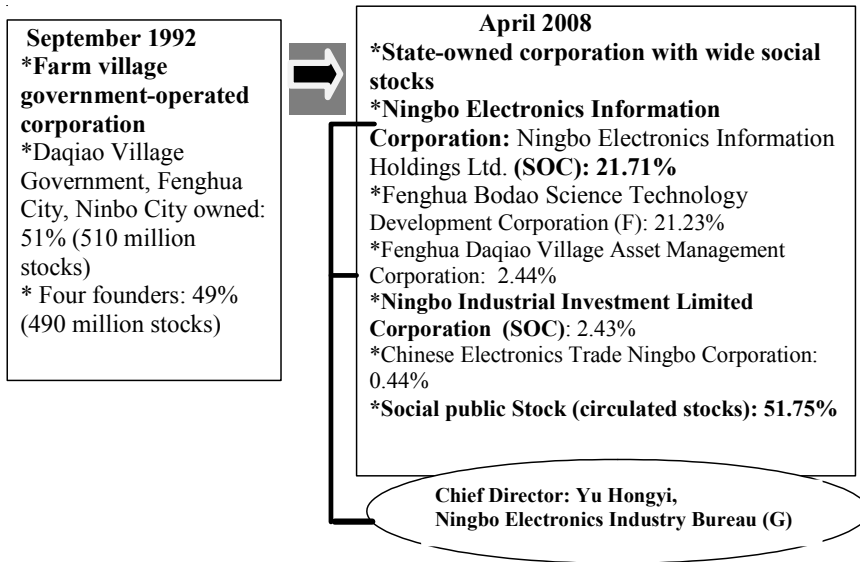 September 1992
*Farm village
government-operated
corporation
*Daqiao Village
Government, Fenghua
City, Ninbo City owned:
51% (510 million
stocks)
* Four founders: 49%
(490 million stocks)
April 2008
*State-owned corporation with wide social
stocks
*Ningbo Electronics Information
Corporation: Ningbo Electronics Information
Holdings Ltd. (SOC): 21.71%
*Fenghua Bodao Science Technology
Development Corporation (F): 21.23%
*Fenghua Daqiao Village Asset Management
Corporation: 2.44%
*Ningbo Industrial Investment Limited
Corporation (SOC): 2.43%
*Chinese Electronics Trade Ningbo Corporation:
0.44%
*Social public Stock (circulated stocks): 51.75%
Chief Director: Yu Hongyi,
Ningbo Electronics Industry Bureau (G)